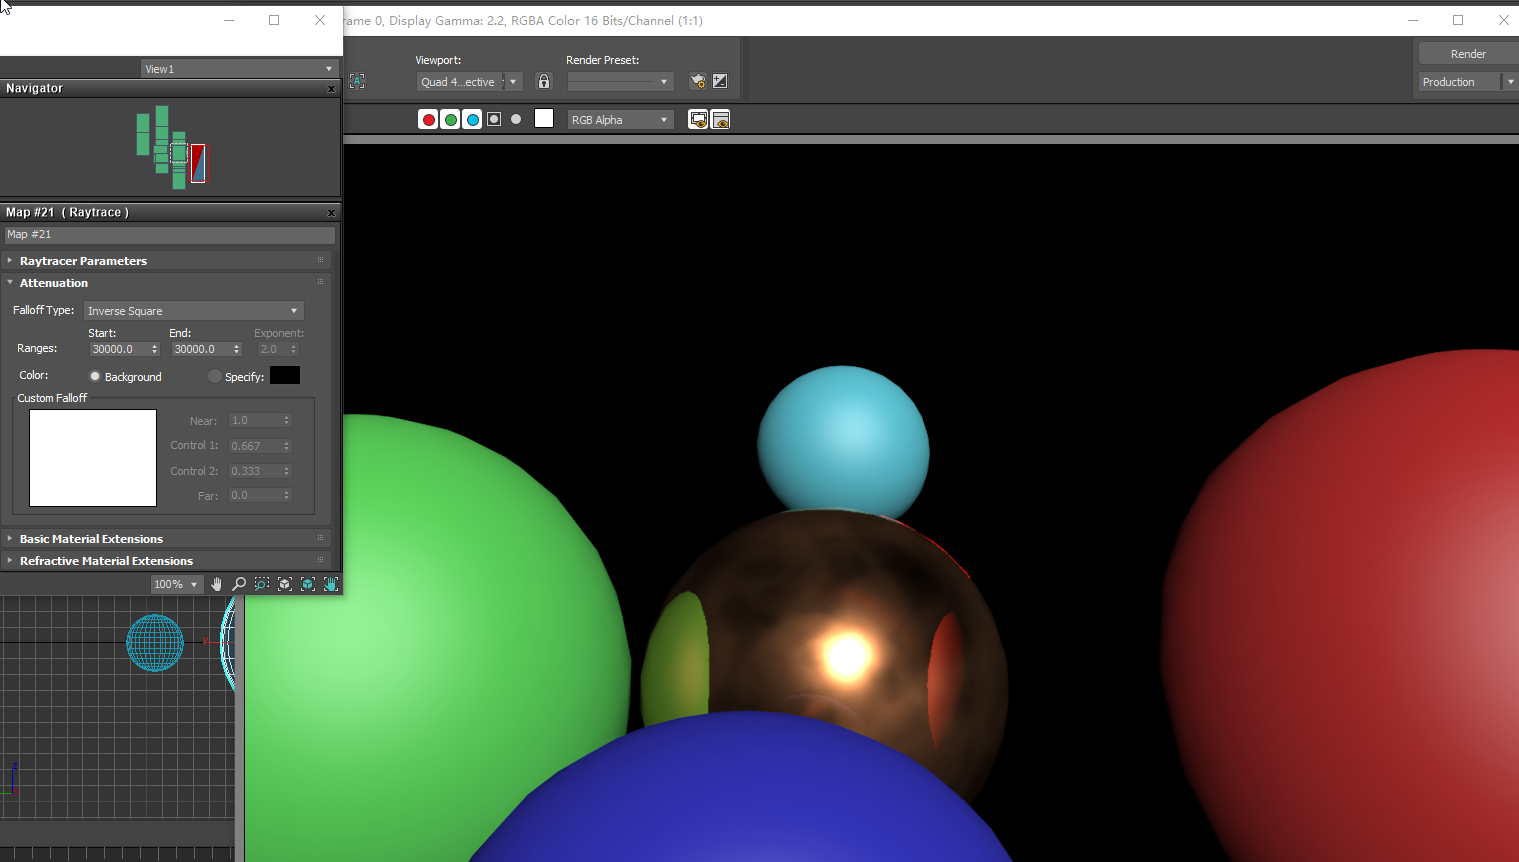 rame 0, Display Gamma: 2.2, RGBA Color 16 Bits/Channel (1:1)
Viewport:
Render Preset:
Quad 4...ective
Render
Production
RGB Alpha
View1
Navigator
Map #21 ( Raytrace )
Map #21
Raytracer Parameters
Attenuation
Falloff Type: Inverse Square
Start: End: Exponent:
Ranges: 30000.0 30000.0 2.0
Color: Background Specify:
Custom Falloff
Near: 1.0
Control 1: 0.667
Control 2: 0.333
Far: 0.0
Basic Material Extensions
Refractive Material Extensions
100%